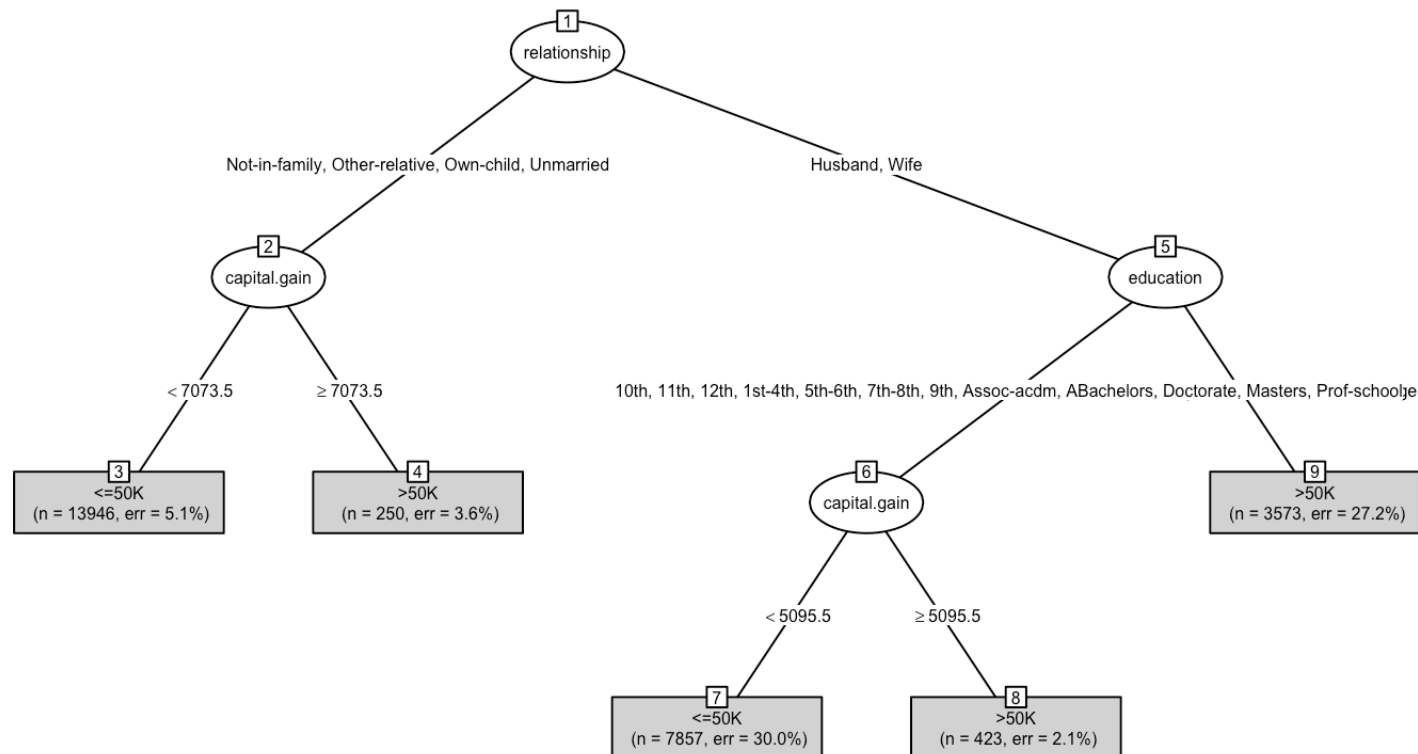 1
relationship
Not-in-family, Other-relative, Own-child, Unmarried
Husband, Wife
2
capital.gain
5
education
< 7073.5
≥ 7073.5
10th, 11th, 12th, 1st-4th, 5th-6th, 7th-8th, 9th, Assoc-acdm, ABachelors, Doctorate, Masters, Prof-school
3
<=50K
(n = 13946, err = 5.1%)
4
>50K
(n = 250, err = 3.6%)
6
capital.gain
9
>50K
(n = 3573, err = 27.2%)
< 5095.5
≥ 5095.5
7
<=50K
(n = 7857, err = 30.0%)
8
>50K
(n = 423, err = 2.1%)